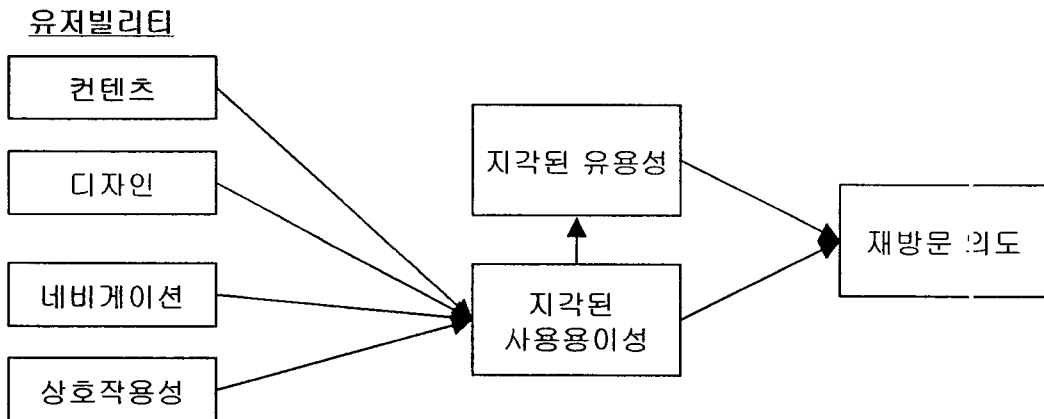 유저빌리티
컨텐츠
디자인
네비게이션
상호작용성
지각된 유용성
지각된
사용용이성
재방문 의도